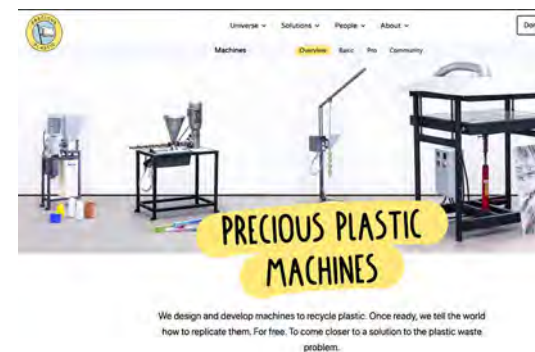 PRECIOUS
PLASTIC
Universe Solutions People About
Machines Overview Basic Pro Community
PRECIOUS PLASTIC
MACHINES
We design and develop machines to recycle plastic. Once ready, we tell the world
how to replicate them. For free. To come closer to a solution to the plastic waste
problem.